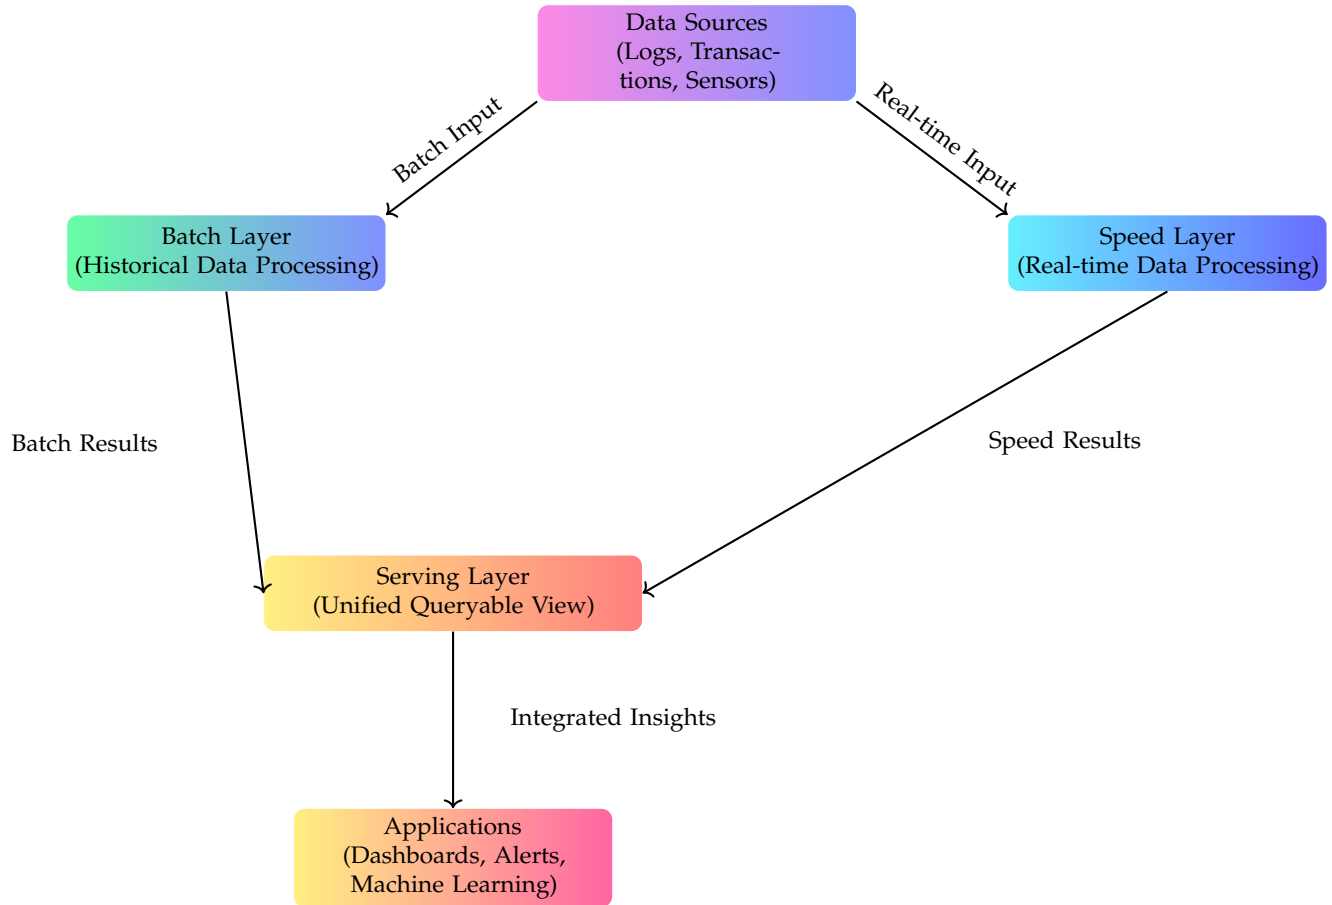 Data Sources
(Logs, Transac-
tions, Sensors)
Batch Input
Real-time Input
Batch Layer
(Historical Data Processing)
Speed Layer
(Real-time Data Processing)
Batch Results
Speed Results
Serving Layer
(Unified Queryable View)
Integrated Insights
Applications
(Dashboards, Alerts,
Machine Learning)